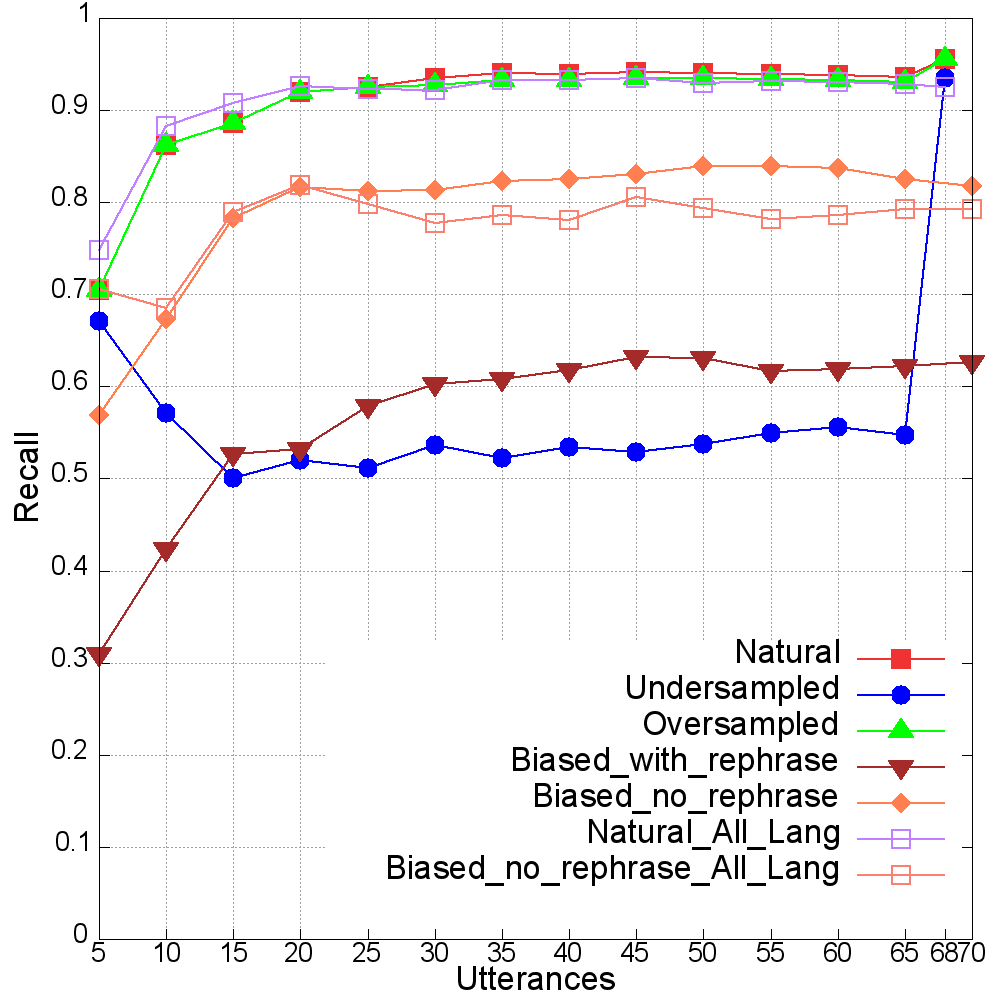 1
0.9
0.8
0.7
0.6
0.5
0.4
0.3
0.2
0.1
0
Recall
Natural
Undersampled
Oversampled
Biased_with_rephrase
Biased_no_rephrase
Natural_All_Lang
Biased_no_rephrase_All_Lang
5 10 15 20 25 30 35 40 45 50 55 60 65 68 70
Utterances